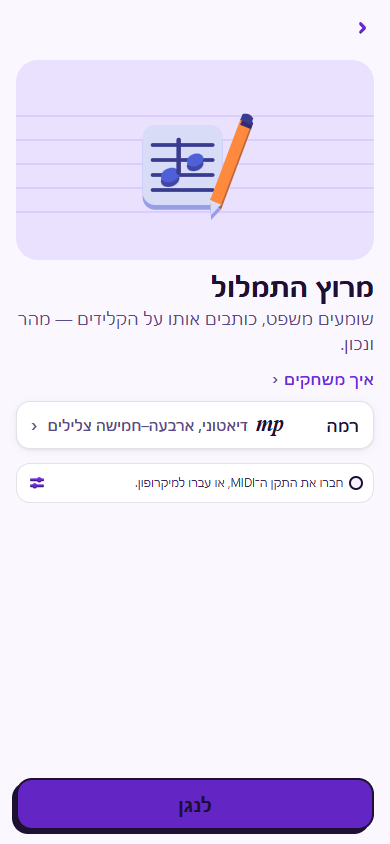 מרוץ התמלול
שומעים משפט, כותבים אותו על הקלידים — מהר
ונכון.
איך משחקים ‹
רמה mp דיאטוני, ארבעה–חמישה צלילים ‹
חברו את התקן ה־MIDI, או עברו למיקרופון.
לנגן